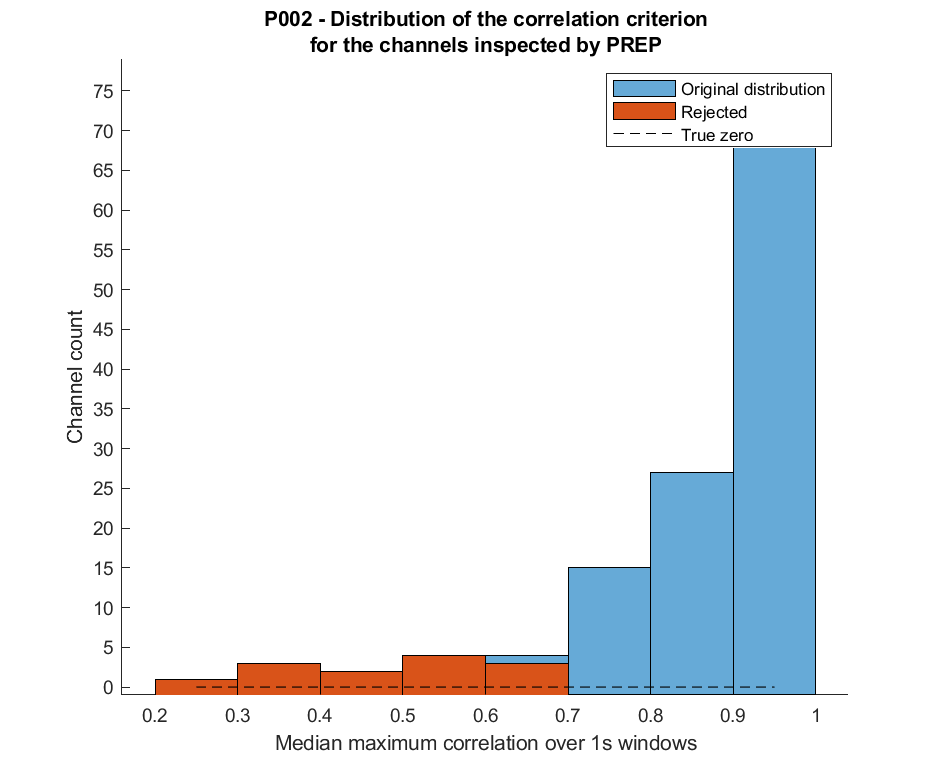 P002 - Distribution of the correlation criterion
for the channels inspected by PREP
Original distribution
Rejected
True zero
75
70
65
60
55
50
45
40
35
30
25
20
15
10
5
0
Channel count
0.2 0.3 0.4 0.5 0.6 0.7 0.8 0.9 1
Median maximum correlation over 1s windows